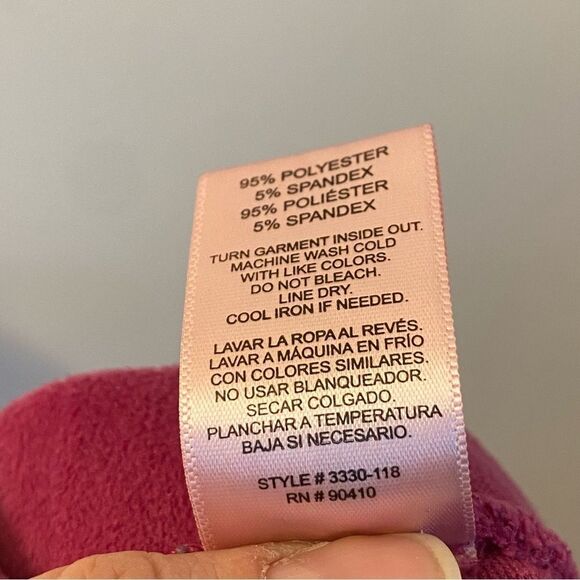 95% POLYESTER
5% SPANDEX
95% POLIÉSTER
5% SPANDEX
TURN GARMENT INSIDE OUT.
MACHINE WASH COLD
WITH LIKE COLORS.
DO NOT BLEACH.
LINE DRY.
COOL IRON IF NEEDED.
LAVAR LA ROPA AL REVÉS.
LAVAR A MÁQUINA EN FRÍO
CON COLORES SIMILARES.
NO USAR BLANQUEADOR.
SECAR COLGADO.
PLANCHAR A TEMPERATURA
BAJA SI NECESARIO.
STYLE # 3330-118
RN # 90410